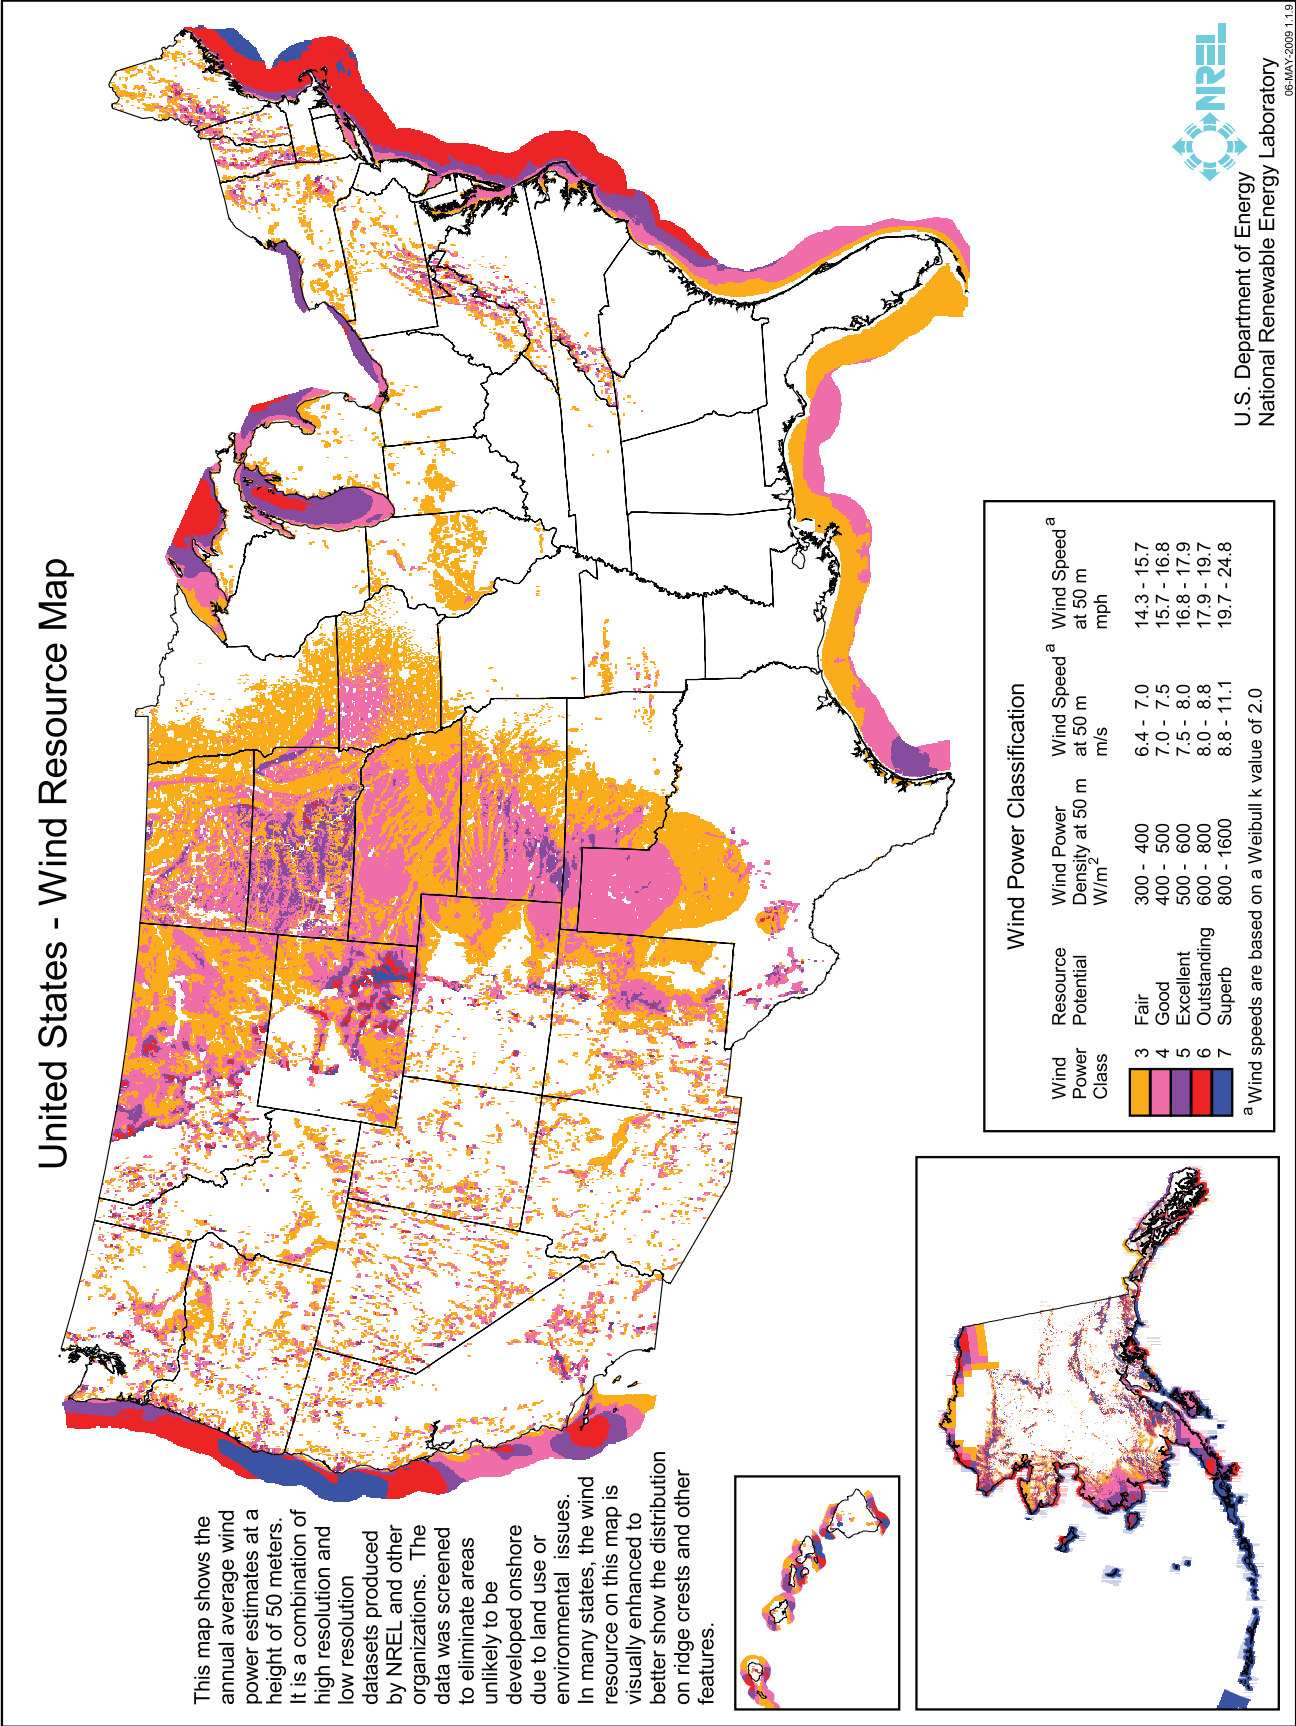 United States - Wind Resource Map
This map shows the
annual average wind
power estimates at a
height of 50 meters.
It is a combination of
high resolution and
low resolution
datasets produced
by NREL and other
organizations. The
data was screened
to eliminate areas
unlikely to be
developed onshore
due to land use or
environmental issues.
In many states, the wind
resource on this map is
visually enhanced to
better show the distribution
on ridge crests and other
features.
Wind Power Classification
Wind Resource Wind Power Wind Speed a Wind Speed a
Power Potential Density at 50 m at 50 m at 50 m
Class W/m2 m/s mph
3 Fair 300 - 400 6.4 - 7.0 14.3 - 15.7
4 Good 400 - 500 7.0 - 7.5 15.7 - 16.8
5 Excellent 500 - 600 7.5 - 8.0 16.8 - 17.9
6 Outstanding 600 - 800 8.0 - 8.8 17.9 - 19.7
7 Superb 800 - 1600 8.8 - 11.1 19.7 - 24.8
a Wind speeds are based on a Weibull k value of 2.0
NREL
U.S. Department of Energy
National Renewable Energy Laboratory
06-MAY-2009 1.1.9